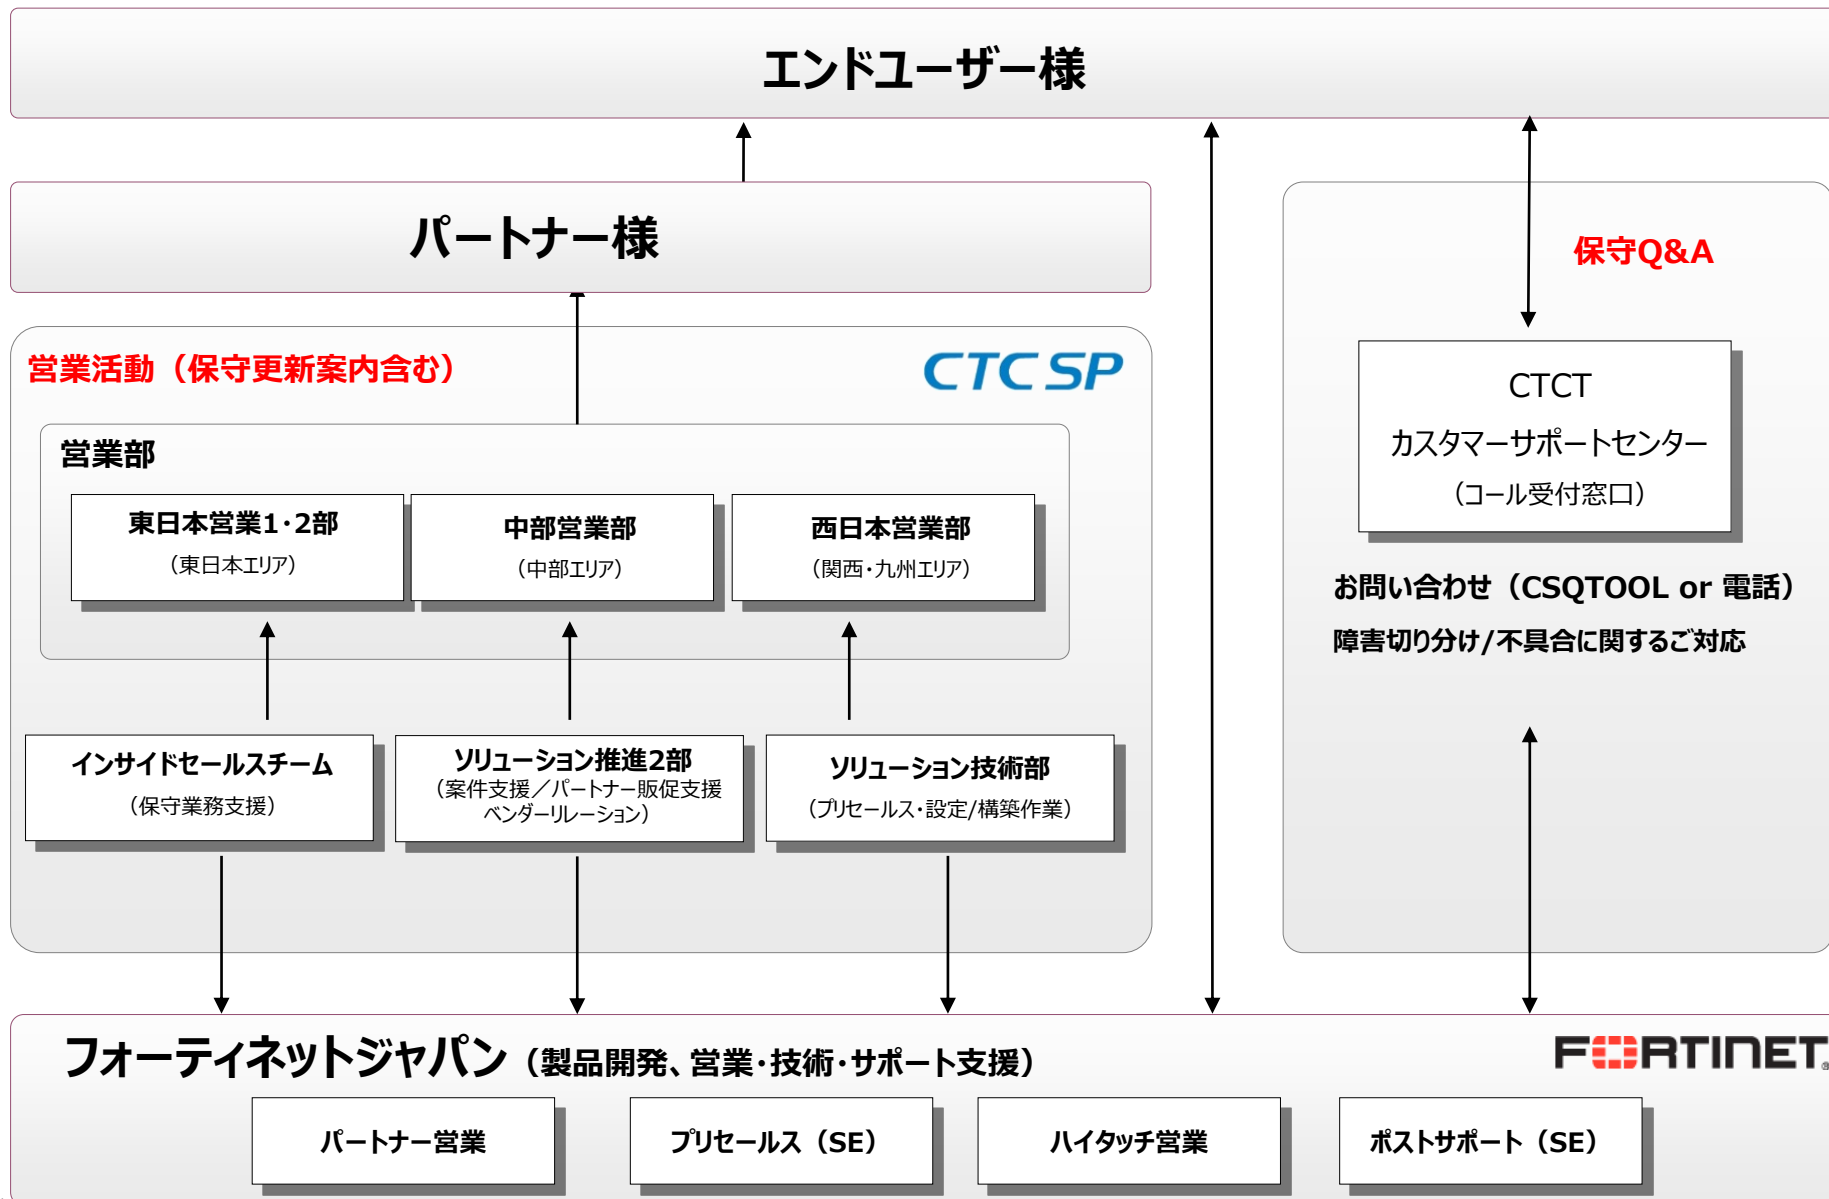 エンドユーザー様
パートナー様
営業活動（保守更新案内含む）
CTC SP
営業部
東日本営業1・2部
（東日本エリア）
中部営業部
（中部エリア）
西日本営業部
（関西・九州エリア）
インサイドセールスチーム
（保守業務支援）
ソリューション推進2部
（案件支援／パートナー販促支援
ベンダーリレーション）
ソリューション技術部
（プリセールス・設定/構築作業）
保守Q&A
CTCT
カスタマーサポートセンター
（コール受付窓口）
お問い合わせ（CSQTOOL or 電話）
障害切り分け/不具合に関するご対応
フォーティネットジャパン（製品開発、営業・技術・サポート支援）
FORTINET®
パートナー営業
プリセールス（SE）
ハイタッチ営業
ポストサポート（SE）